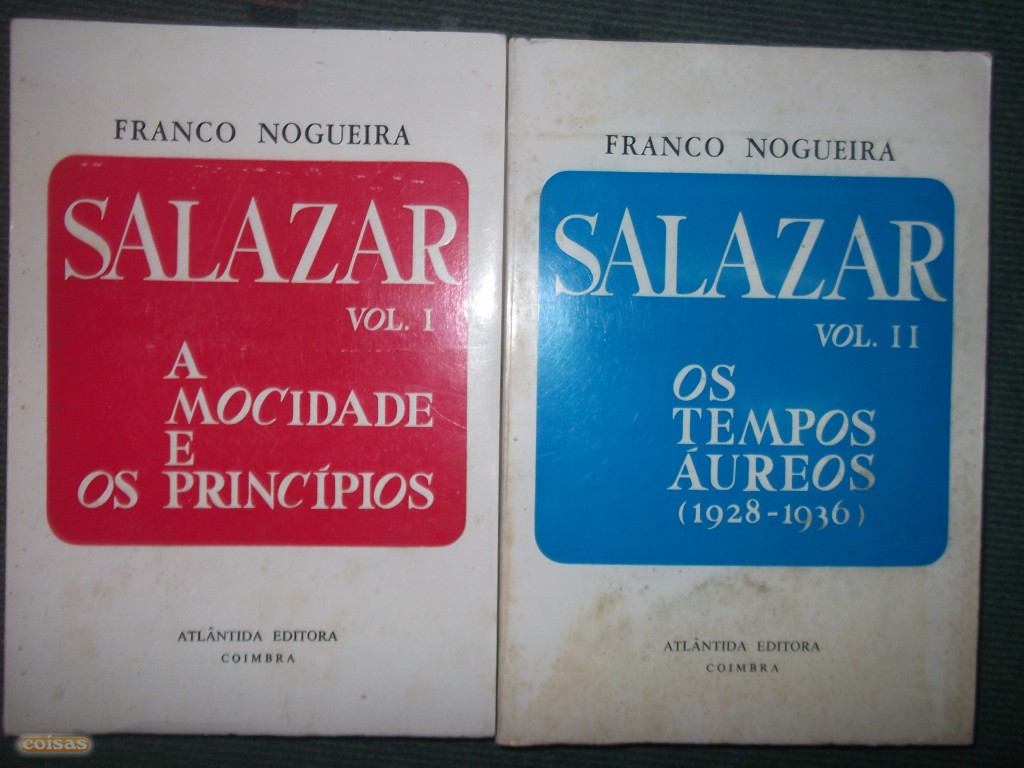 FRANCO NOGUEIRA
SALAZAR
VOL. I
A
MOCIDADE
E
OS PRINCÍPIOS
ATLÂNTIDA EDITORA
COIMBRA
FRANCO NOGUEIRA
SALAZAR
VOL. II
OS
TEMPOS
ÁUREOS
(1928-1936)
ATLÂNTIDA EDITORA
COIMBRA
coisas